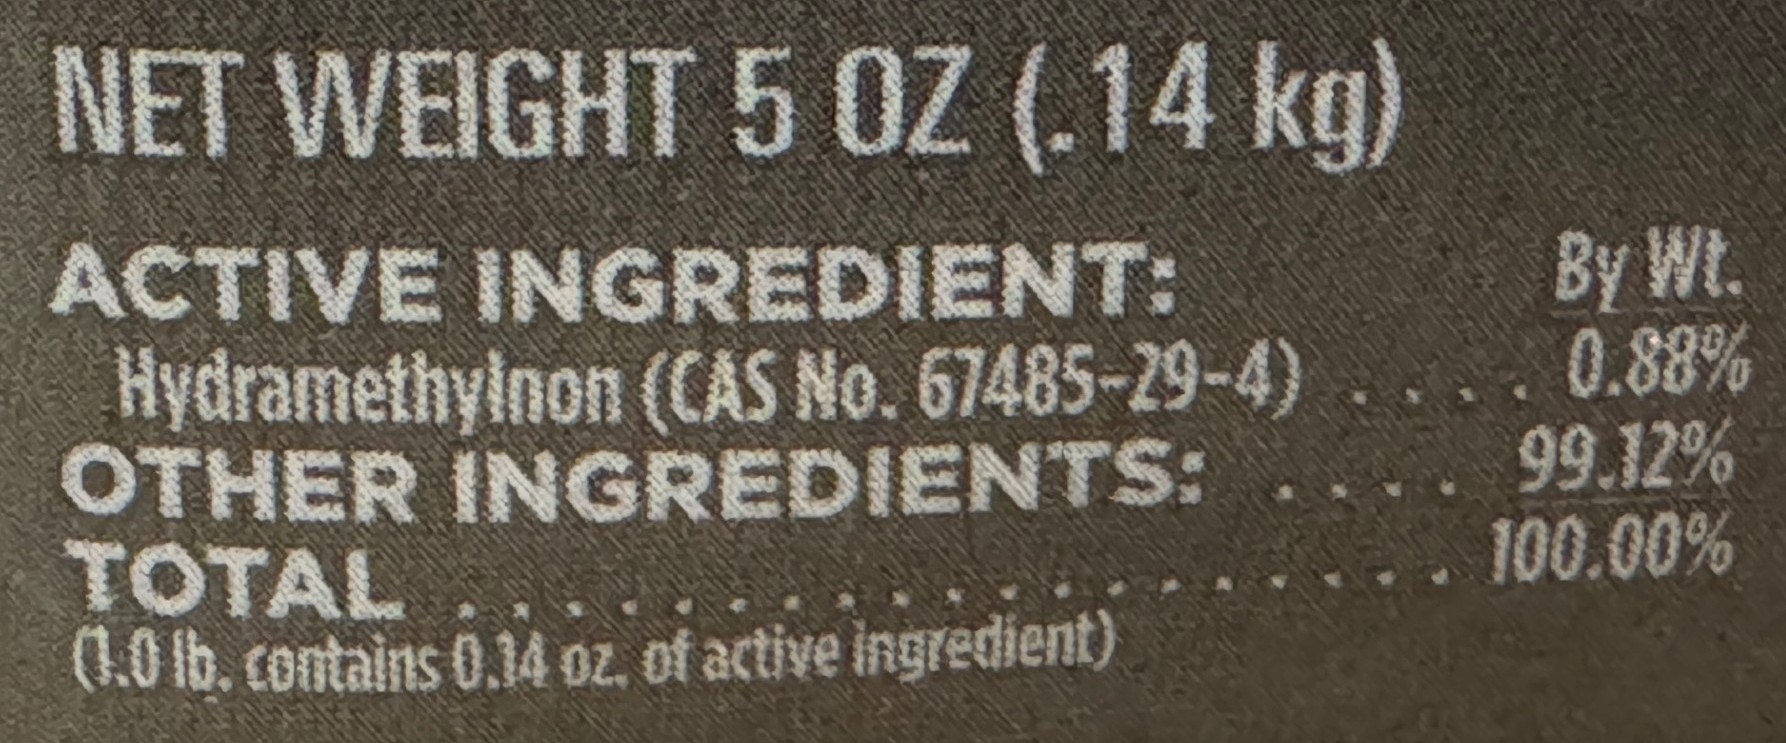 NET WEIGHT 5 OZ (.14 kg)
ACTIVE INGREDIENT: By Wt.
Hydramethylnon (CAS No. 67485-29-4) . . . . 0.88%
OTHER INGREDIENTS: . . . . 99.12%
TOTAL . . . . . . . . . . . . . . . . . . . 100.00%
(1.0 lb. contains 0.14 oz. of active ingredient)